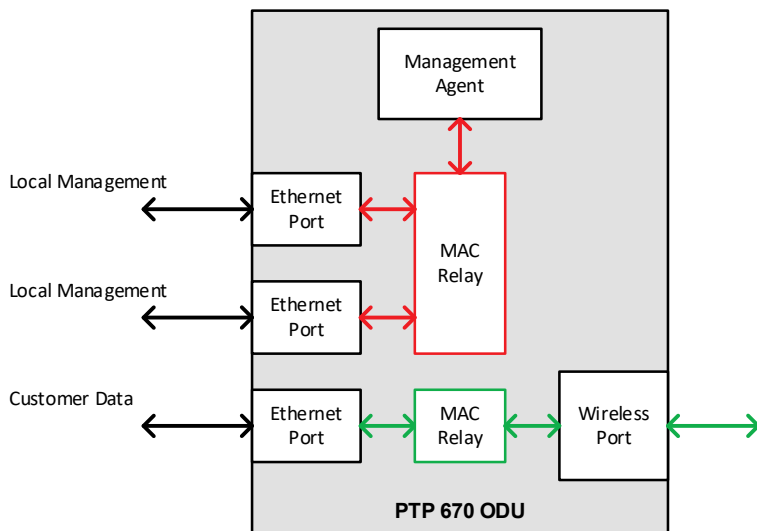 Management
Agent
Local Management
Ethernet
Port
MAC
Relay
Local Management
Ethernet
Port
Customer Data
Ethernet
Port
MAC
Relay
Wireless
Port
PTP 670 ODU